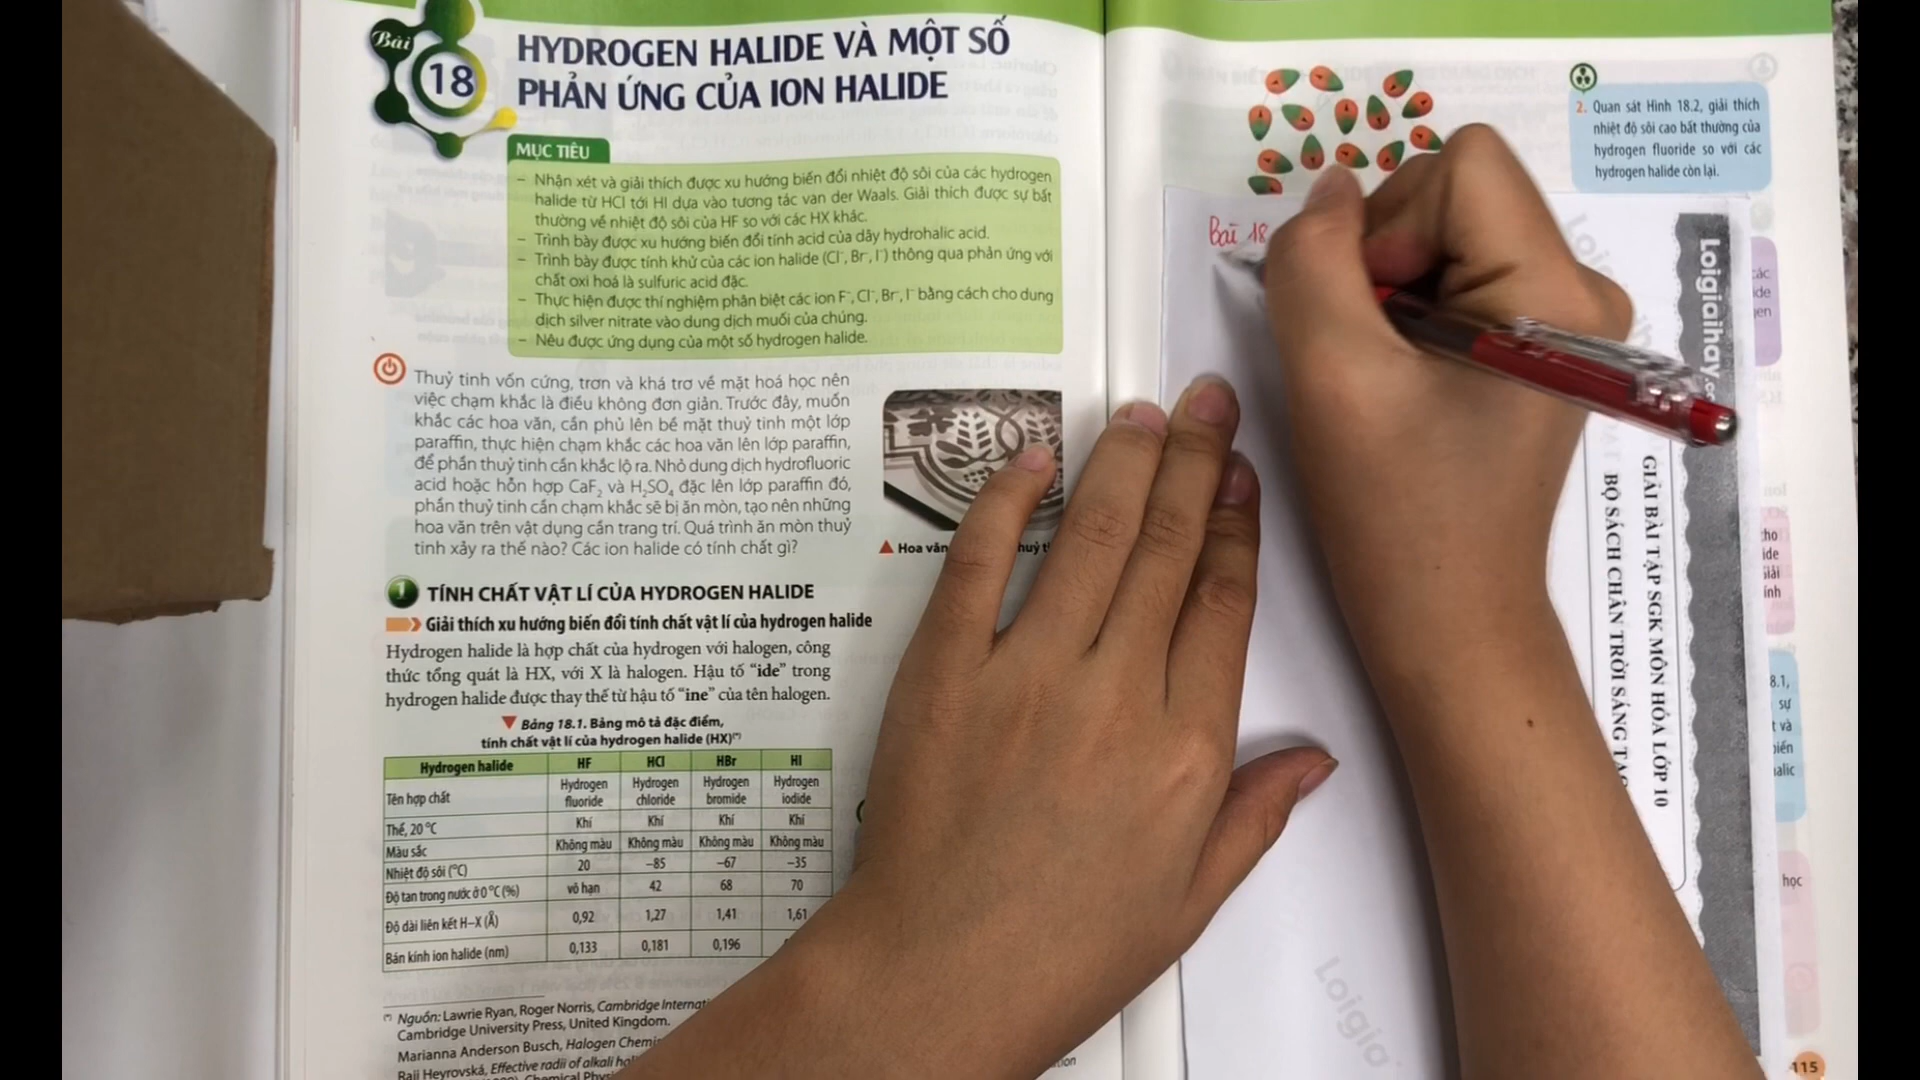 Bài
18
HYDROGEN HALIDE VÀ MỘT SỐ
PHẢN ỨNG CỦA ION HALIDE
MỤC TIÊU
– Nhận xét và giải thích được xu hướng biến đổi nhiệt độ sôi của các hydrogen
halide từ HCl tới HI dựa vào tương tác van der Waals. Giải thích được sự bất
thường về nhiệt độ sôi của HF so với các HX khác.
– Trình bày được xu hướng biến đổi tính acid của dãy hydrohalic acid.
– Trình bày được tính khử của các ion halide (Cl⁻, Br⁻, I⁻) thông qua phản ứng với
chất oxi hoá là sulfuric acid đặc.
– Thực hiện được thí nghiệm phân biệt các ion F⁻, Cl⁻, Br⁻, I⁻ bằng cách cho dung
dịch silver nitrate vào dung dịch muối của chúng.
– Nêu được ứng dụng của một số hydrogen halide.
Thuỷ tinh vốn cứng, trơn và khá trơ về mặt hoá học nên
việc chạm khắc là điều không đơn giản. Trước đây, muốn
khắc các hoa văn, cần phủ lên bề mặt thuỷ tinh một lớp
paraffin, thực hiện chạm khắc các hoa văn lên lớp paraffin,
để phần thuỷ tinh cần khắc lộ ra. Nhỏ dung dịch hydrofluoric
acid hoặc hỗn hợp CaF₂ và H₂SO₄ đặc lên lớp paraffin đó,
phần thuỷ tinh cần chạm khắc sẽ bị ăn mòn, tạo nên những
hoa văn trên vật dụng cần trang trí. Quá trình ăn mòn thuỷ
tinh xảy ra thế nào? Các ion halide có tính chất gì?
▲ Hoa văn
1 TÍNH CHẤT VẬT LÍ CỦA HYDROGEN HALIDE
Giải thích xu hướng biến đổi tính chất vật lí của hydrogen halide
Hydrogen halide là hợp chất của hydrogen với halogen, công
thức tổng quát là HX, với X là halogen. Hậu tố “ide” trong
hydrogen halide được thay thế từ hậu tố “ine” của tên halogen.
▼ Bảng 18.1. Bảng mô tả đặc điểm,
tính chất vật lí của hydrogen halide (HX)(*)
Hydrogen halide HF HCl HBr HI
Tên hợp chất Hydrogen fluoride Hydrogen chloride Hydrogen bromide Hydrogen iodide
Thể, 20 °C Khí Khí Khí Khí
Màu sắc Không màu Không màu Không màu Không màu
Nhiệt độ sôi (°C) 20 –85 –67 –35
Độ tan trong nước ở 0 °C (%) vô hạn 42 68 70
Độ dài liên kết H–X (Å) 0,92 1,27 1,41 1,61
Bán kính ion halide (nm) 0,133 0,181 0,196
(*) Nguồn: Lawrie Ryan, Roger Norris, Cambridge
Cambridge University Press, United Kingdom.
Marianna Anderson Busch, Halogen
Raji Heyrovská, Effective radii of alkali
2. Quan sát Hình 18.2, giải thích
nhiệt độ sôi cao bất thường của
hydrogen fluoride so với các
hydrogen halide còn lại.
Bài 18
Loigiaihay
GIẢI BÀI TẬP SGK MÔN HÓA LỚP 10
BỘ SÁCH CHÂN TRỜI SÁNG
8.1,
sự
học
115